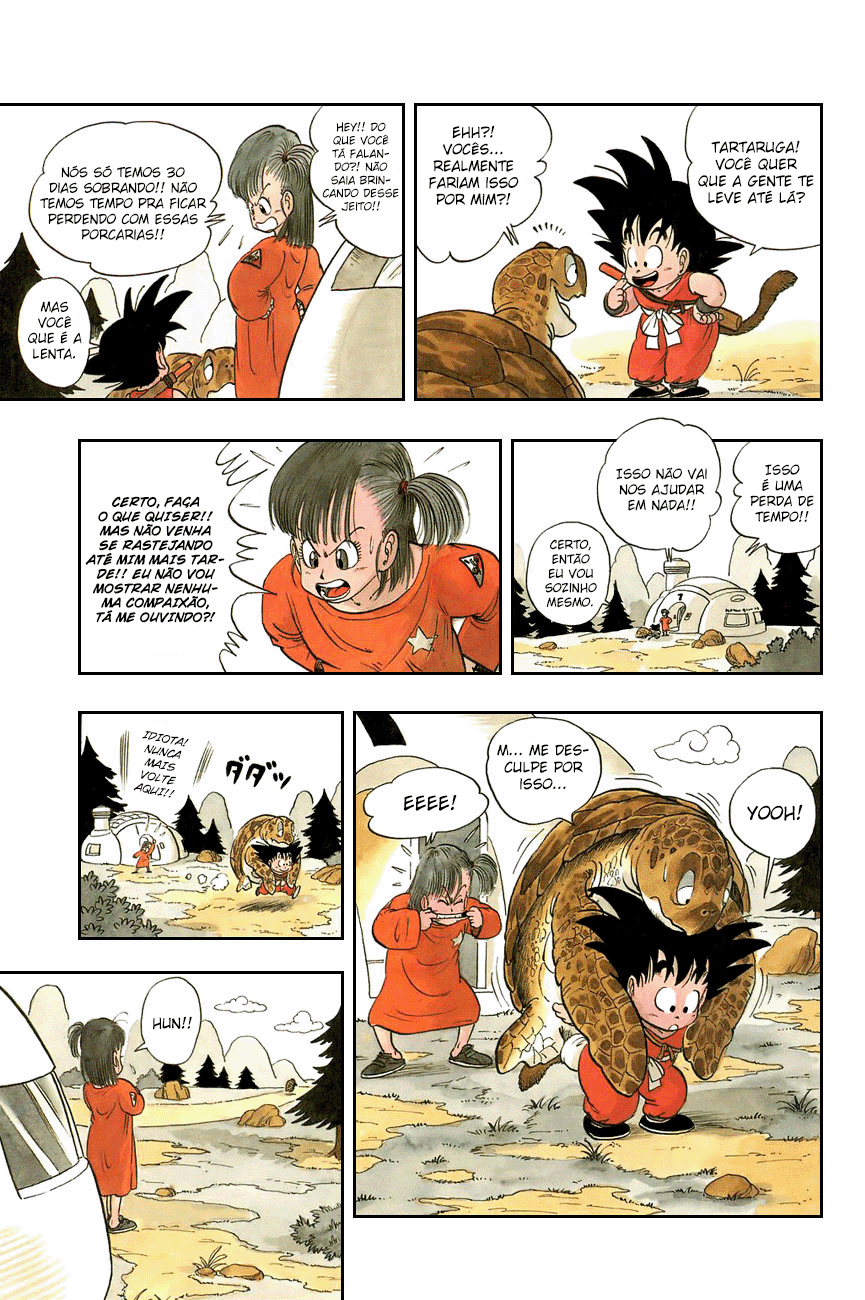 TARTARUGA!
VOCÊ QUER
QUE A GENTE TE
LEVE ATÉ LÁ?
EHH?!
VOCÊS...
REALMENTE
FARIAM ISSO
POR MIM?!
HEY!! DO
QUE VOCÊ
TÁ FALAN-
DO?! NÃO
SAIA BRIN-
CANDO DESSE
JEITO!!
NÓS SÓ TEMOS 30
DIAS SOBRANDO!! NÃO
TEMOS TEMPO PRA FICAR
PERDENDO COM ESSAS
PORCARIAS!!
MAS
VOCÊ
QUE É A
LENTA.
ISSO
É UMA
PERDA DE
TEMPO!!
ISSO NÃO VAI
NOS AJUDAR
EM NADA!!
CERTO,
ENTÃO
EU VOU
SOZINHO
MESMO.
CERTO, FAÇA
O QUE QUISER!!
MAS NÃO VENHA
SE RASTEJANDO
ATÉ MIM MAIS TAR-
DE!! EU NÃO VOU
MOSTRAR NENHU-
MA COMPAIXÃO,
TÁ ME OUVINDO?!
YOOH!
M... ME DES-
CULPE POR
ISSO...
EEEE!
ダダッ
IDIOTA!
NUNCA
MAIS
VOLTE
AQUI!!
HUN!!